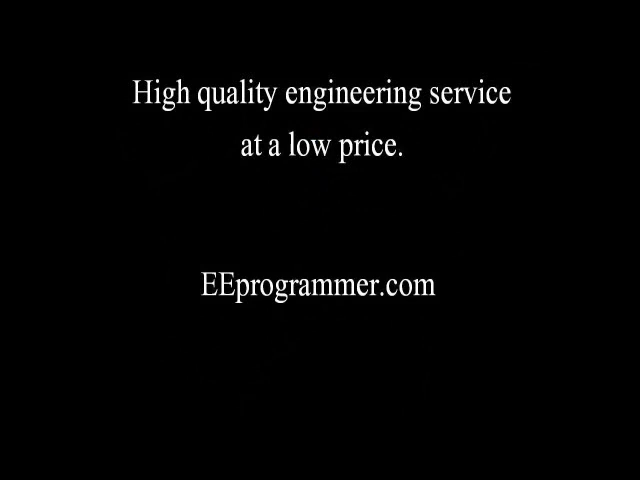 High quality engineering service
at a low price.
EEprogrammer.com